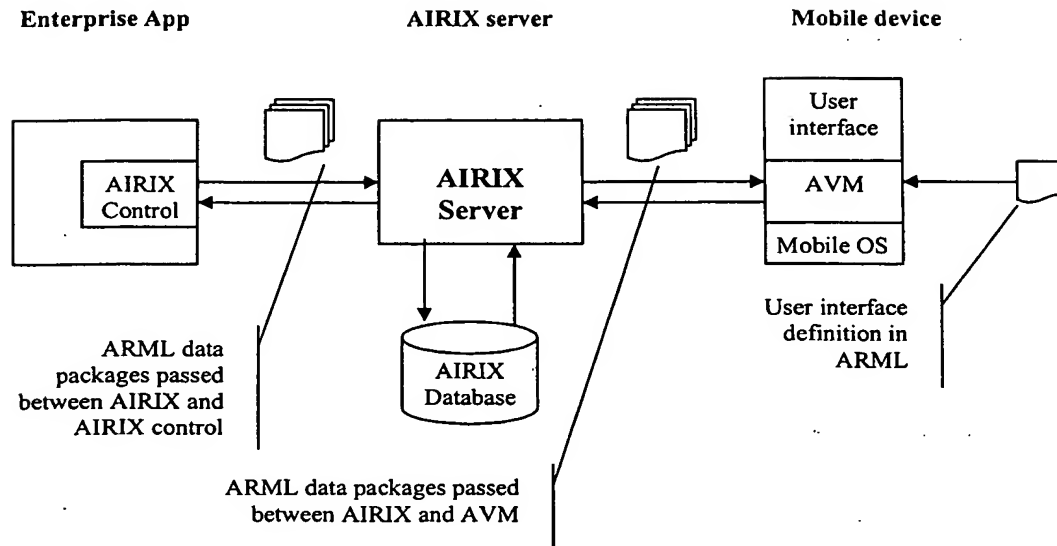 Enterprise App
AIRIX server
Mobile device
AIRIX
Control
AIRIX
Server
User
interface
AVM
Mobile OS
AIRIX
Database
ARML data
packages passed
between AIRIX and
AIRIX control
User interface
definition in
ARML
ARML data packages passed
between AIRIX and AVM